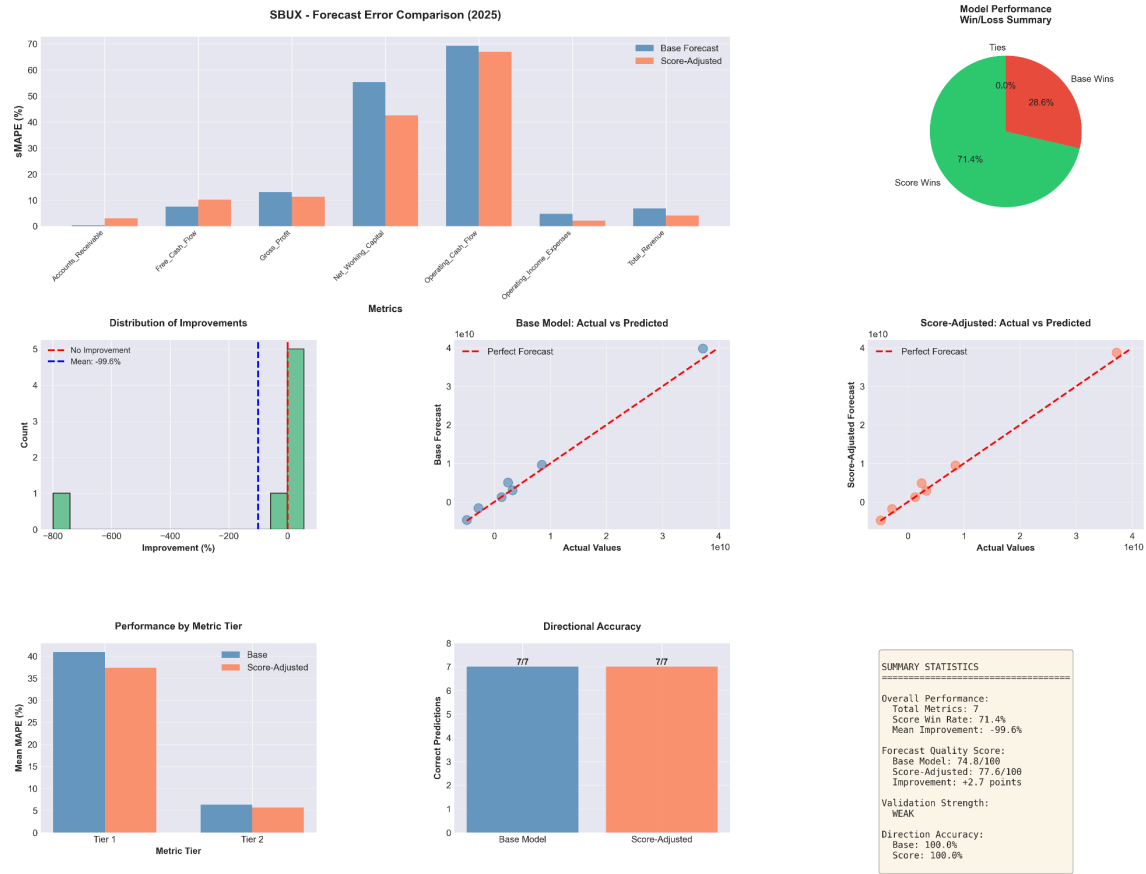 SBUX - Forecast Error Comparison (2025)
sMAPE (%)
70
60
50
40
30
20
10
0
Base Forecast
Score-Adjusted
Accounts_Receivable
Free_Cash_Flow
Gross_Profit
Net_Working_Capital
Operating_Cash_Flow
Operating_Income_Expenses
Total_Revenue
Metrics
Model Performance
Win/Loss Summary
Ties
0.0%
Base Wins
28.6%
71.4%
Score Wins
Distribution of Improvements
No Improvement
Mean: -99.6%
Count
5
4
3
2
1
0
−800
−600
−400
−200
0
Improvement (%)
Base Model: Actual vs Predicted
1e10
Perfect Forecast
Base Forecast
4
3
2
1
0
0
1
2
3
4
1e10
Actual Values
Score-Adjusted: Actual vs Predicted
1e10
Perfect Forecast
Score-Adjusted Forecast
4
3
2
1
0
0
1
2
3
4
1e10
Actual Values
Performance by Metric Tier
Base
Score-Adjusted
Mean MAPE (%)
40
35
30
25
20
15
10
5
0
Tier 1
Tier 2
Metric Tier
Directional Accuracy
Correct Predictions
8
7
6
5
4
3
2
1
0
7/7
7/7
Base Model
Score-Adjusted
SUMMARY STATISTICS
===================================
Overall Performance:
Total Metrics: 7
Score Win Rate: 71.4%
Mean Improvement: -99.6%
Forecast Quality Score:
Base Model: 74.8/100
Score-Adjusted: 77.6/100
Improvement: +2.7 points
Validation Strength:
WEAK
Direction Accuracy:
Base: 100.0%
Score: 100.0%